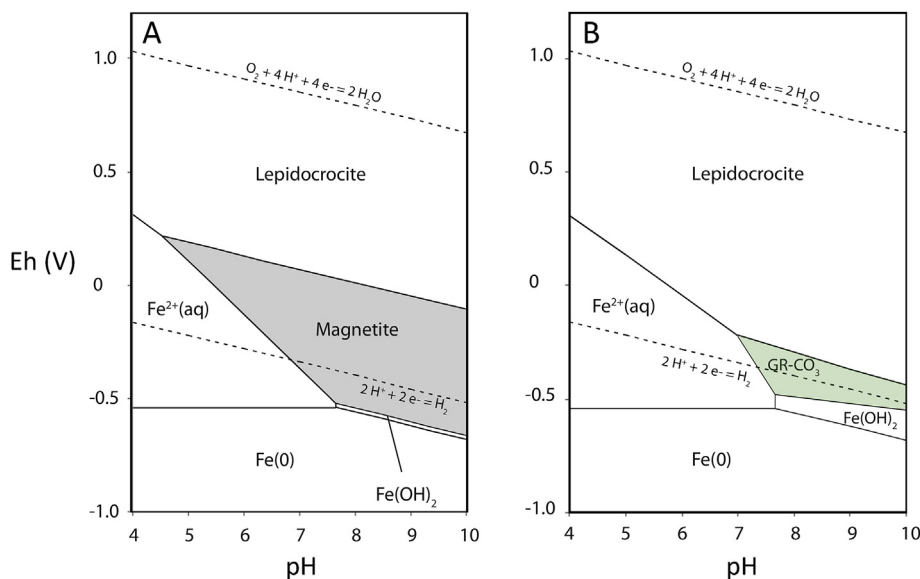 A
1.0
O₂ + 4 H⁺ + 4 e- = 2 H₂O
Lepidocrocite
0.5
Eh (V)
0
Fe²⁺(aq)
Magnetite
2 H⁺ + 2 e- = H₂
-0.5
Fe(0)
Fe(OH)₂
-1.0
4 5 6 7 8 9 10
pH
B
1.0
O₂ + 4 H⁺ + 4 e- = 2 H₂O
Lepidocrocite
0.5
0
Fe²⁺(aq)
GR-CO₃
2 H⁺ + 2 e- = H₂
-0.5
Fe(OH)₂
Fe(0)
-1.0
4 5 6 7 8 9 10
pH